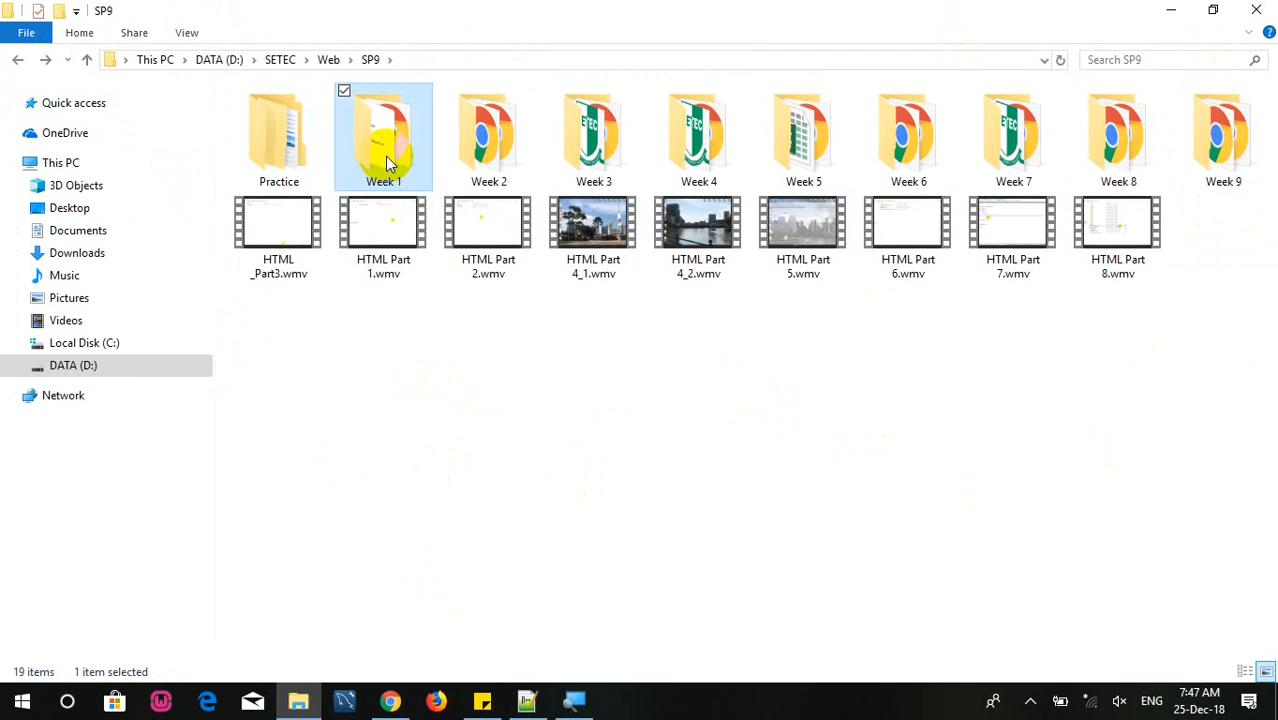 SP9
File Home Share View
This PC DATA (D:) SETEC Web SP9
Search SP9
Quick access
OneDrive
This PC
3D Objects
Desktop
Documents
Downloads
Music
Pictures
Videos
Local Disk (C:)
DATA (D:)
Network
Practice Week 1 Week 2 Week 3 Week 4 Week 5 Week 6 Week 7 Week 8 Week 9
HTML HTML Part HTML Part HTML Part HTML Part HTML Part HTML Part HTML Part HTML Part
_Part3.wmv 1.wmv 2.wmv 4_1.wmv 4_2.wmv 5.wmv 6.wmv 7.wmv 8.wmv
19 items 1 item selected
ENG
7:47 AM
25-Dec-18